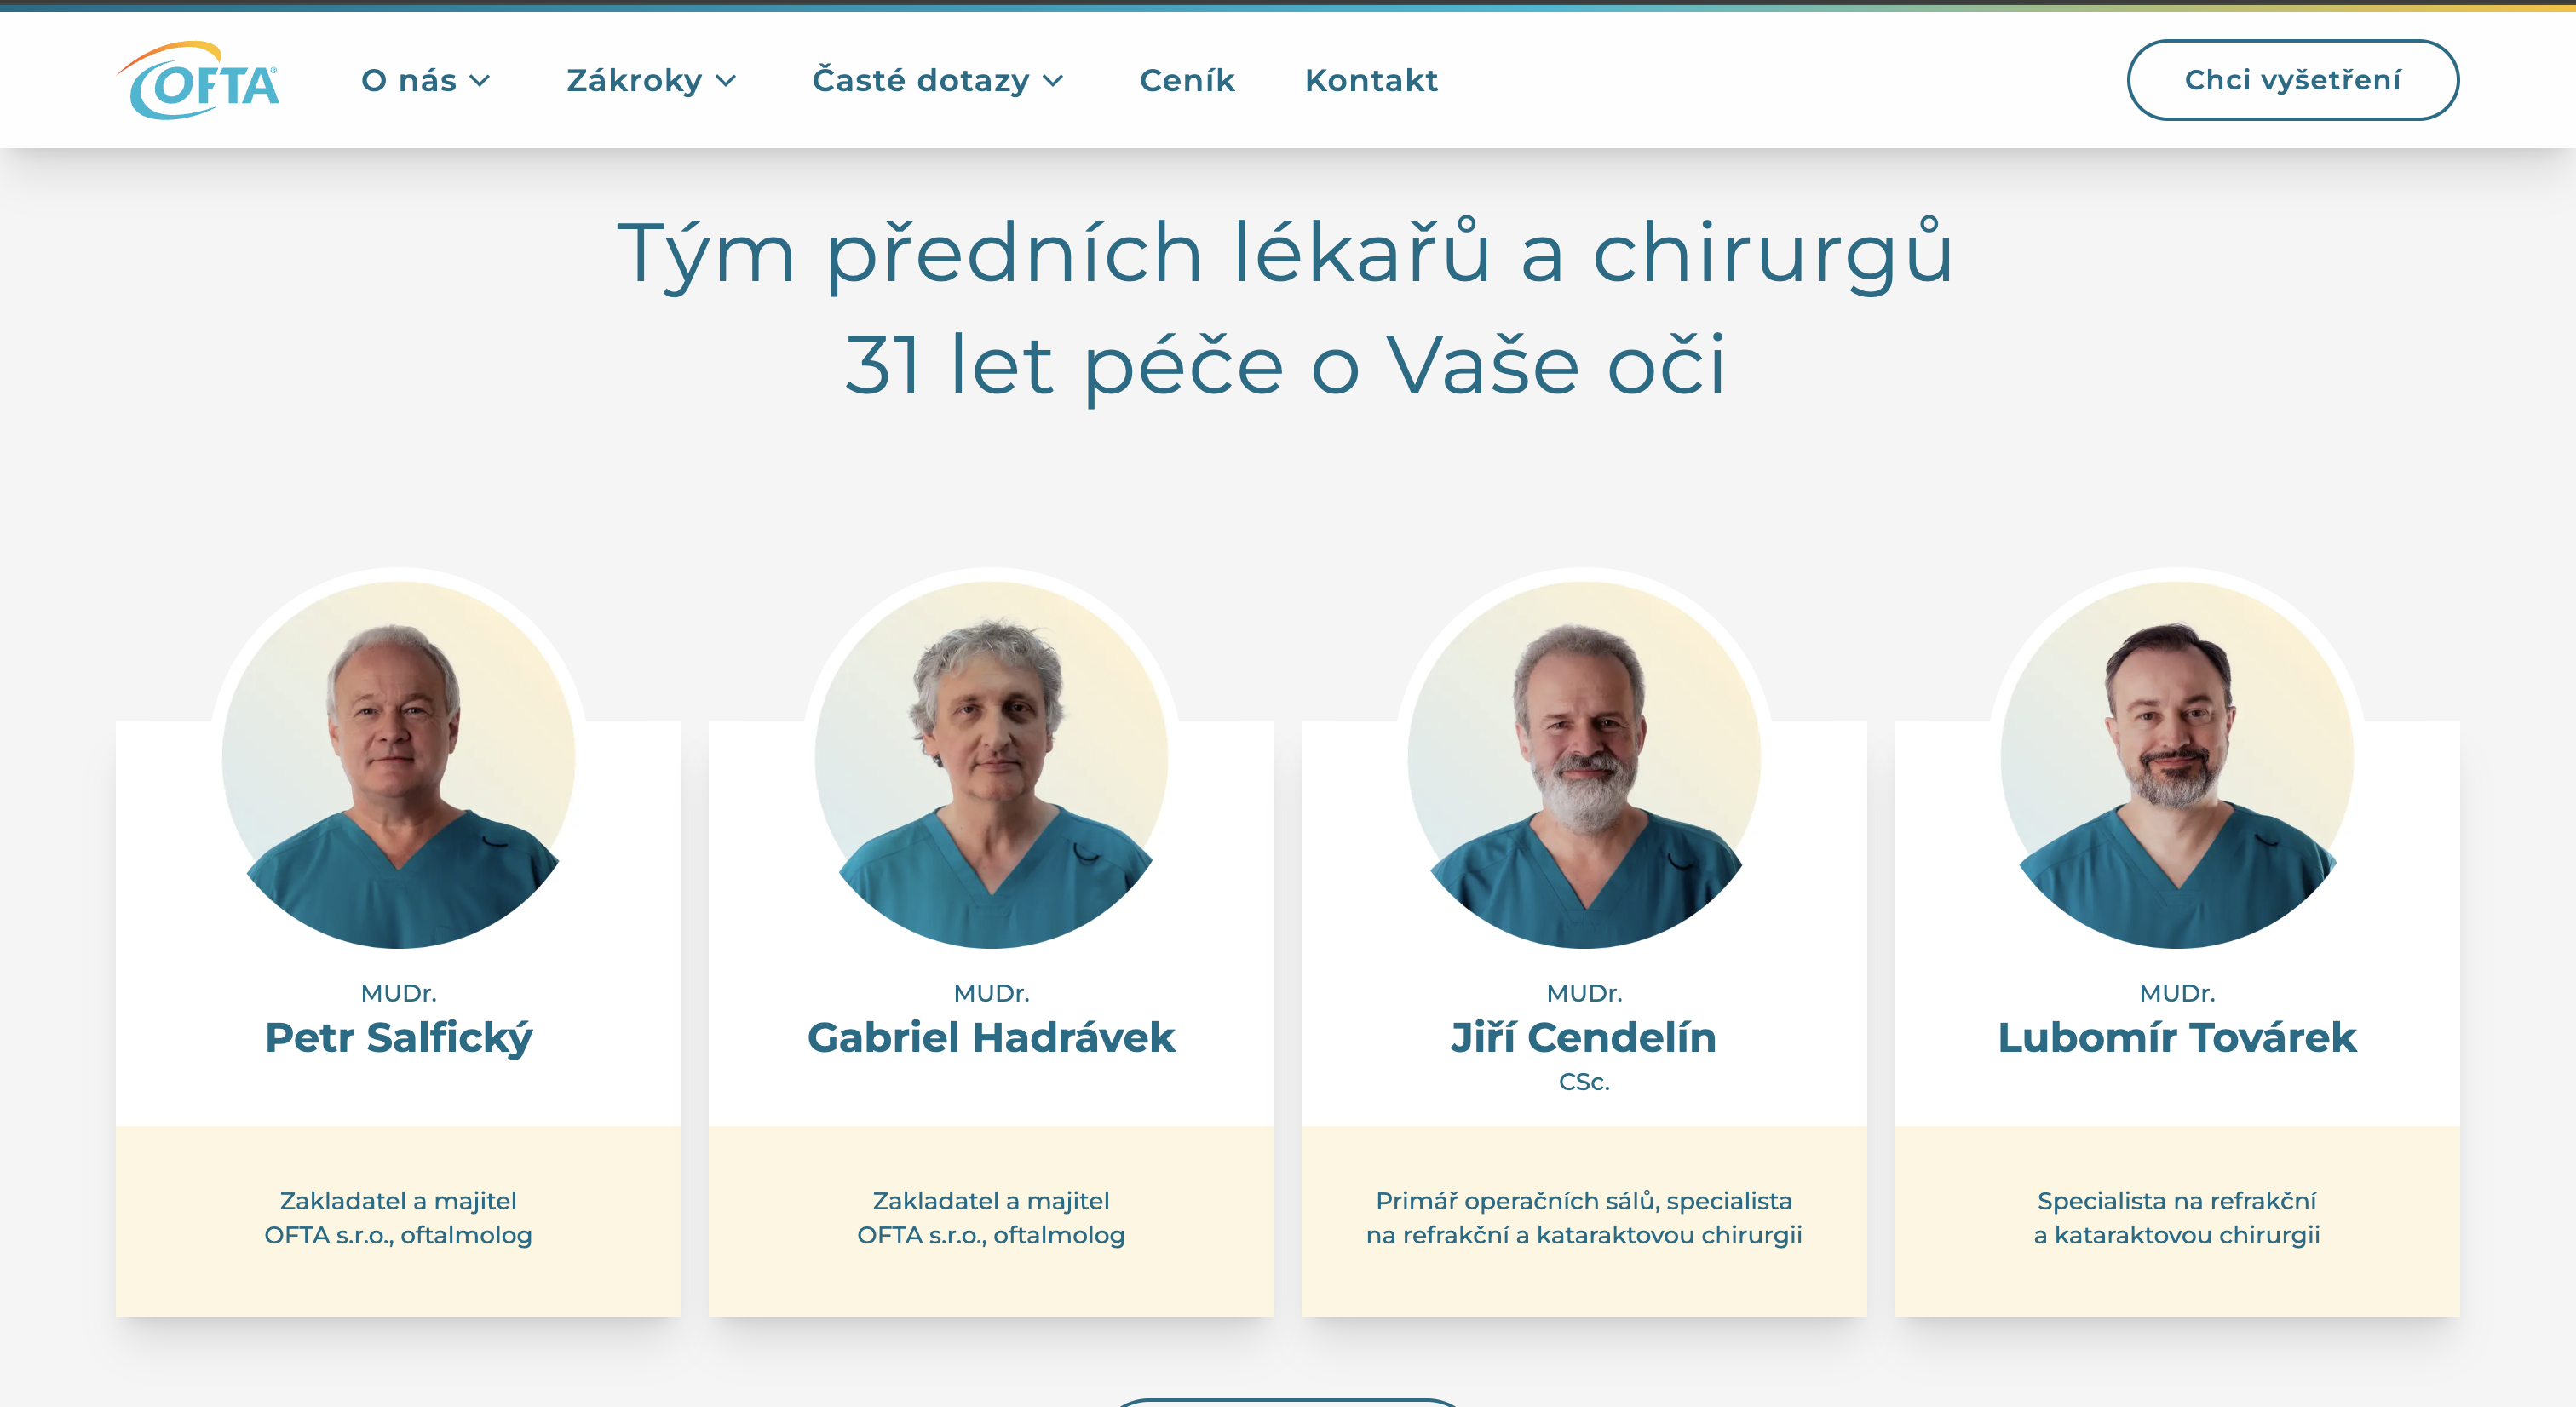 OFTA®
O nás
Zákroky
Časté dotazy
Ceník
Kontakt
Chci vyšetření
Tým předních lékařů a chirurgů
31 let péče o Vaše oči
MUDr.
Petr Salfický
Zakladatel a majitel
OFTA s.r.o., oftalmolog
MUDr.
Gabriel Hadrávek
Zakladatel a majitel
OFTA s.r.o., oftalmolog
MUDr.
Jiří Cendelín
CSc.
Primář operačních sálů, specialista
na refrakční a kataraktovou chirurgii
MUDr.
Lubomír Továrek
Specialista na refrakční
a kataraktovou chirurgii